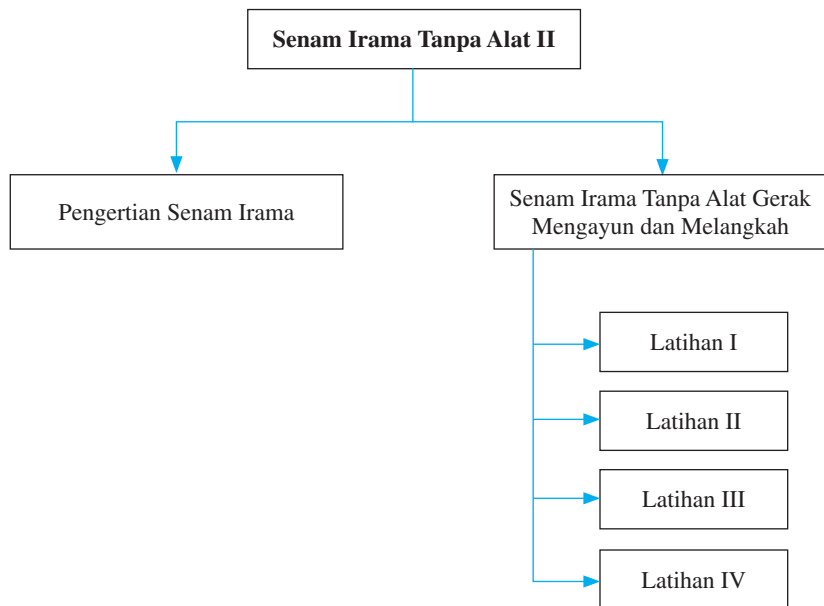 Senam Irama Tanpa Alat II
Pengertian Senam Irama
Senam Irama Tanpa Alat Gerak
Mengayun dan Melangkah
Latihan I
Latihan II
Latihan III
Latihan IV